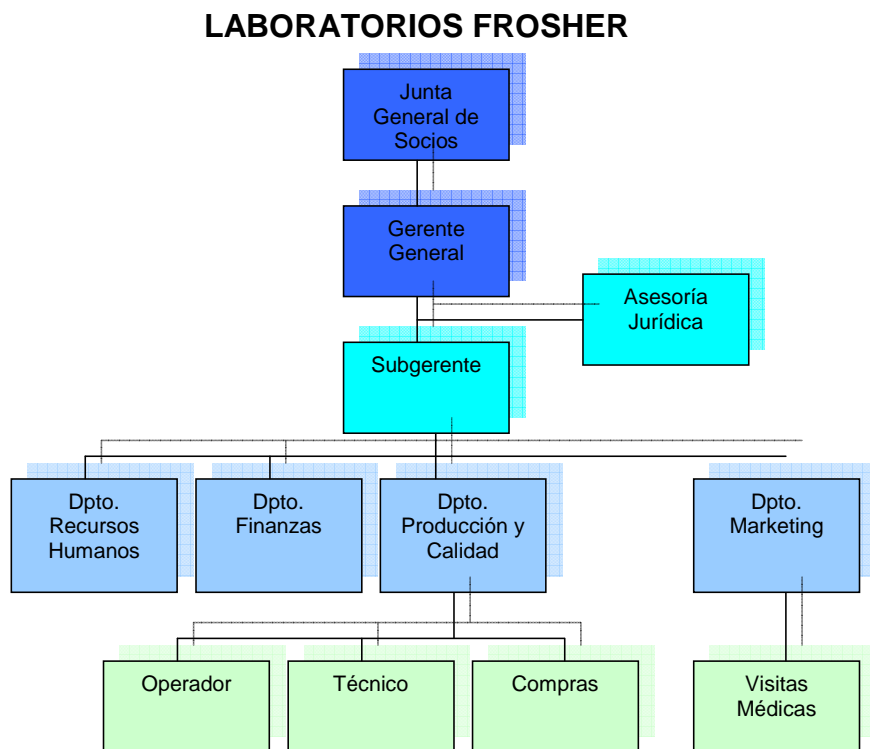 LABORATORIOS FROSHER
Junta
General de
Socios
Gerente
General
Asesoría
Jurídica
Subgerente
Dpto.
Recursos
Humanos
Dpto.
Finanzas
Dpto.
Producción y
Calidad
Dpto.
Marketing
Operador
Técnico
Compras
Visitas
Médicas